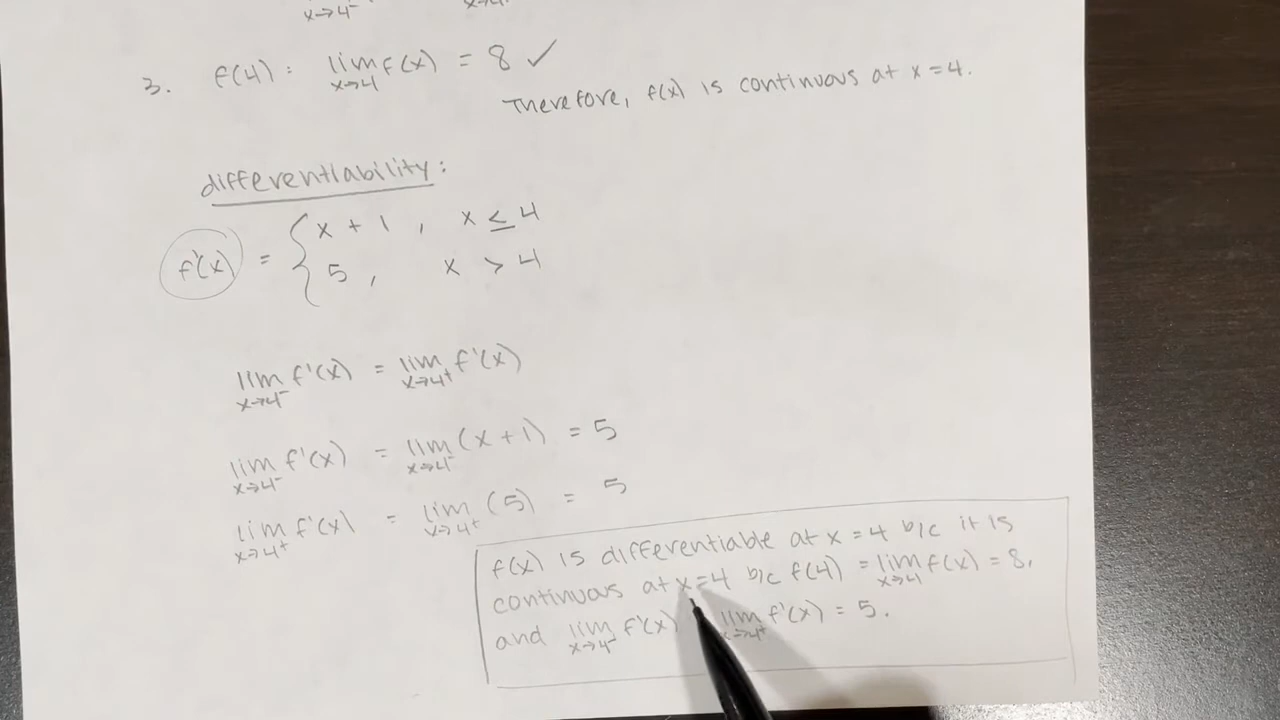 x→4⁻ x→4
3. f(4) : lim x→4 f(x) = 8 ✓
Therefore, f(x) is continuous at x = 4.
differentiability:
f'(x) = { x + 1 , x ≤ 4
5 , x > 4
lim x→4⁻ f'(x) = lim x→4⁺ f'(x)
lim x→4⁻ f'(x) = lim x→4⁻ (x + 1) = 5
lim x→4⁺ f'(x) = lim x→4⁺ (5) = 5
f(x) is differentiable at x = 4 b/c it is
continuous at x = 4 b/c f(4) = lim x→4 f(x) = 8,
and lim x→4⁻ f'(x) lim x→4⁺ f'(x) = 5.